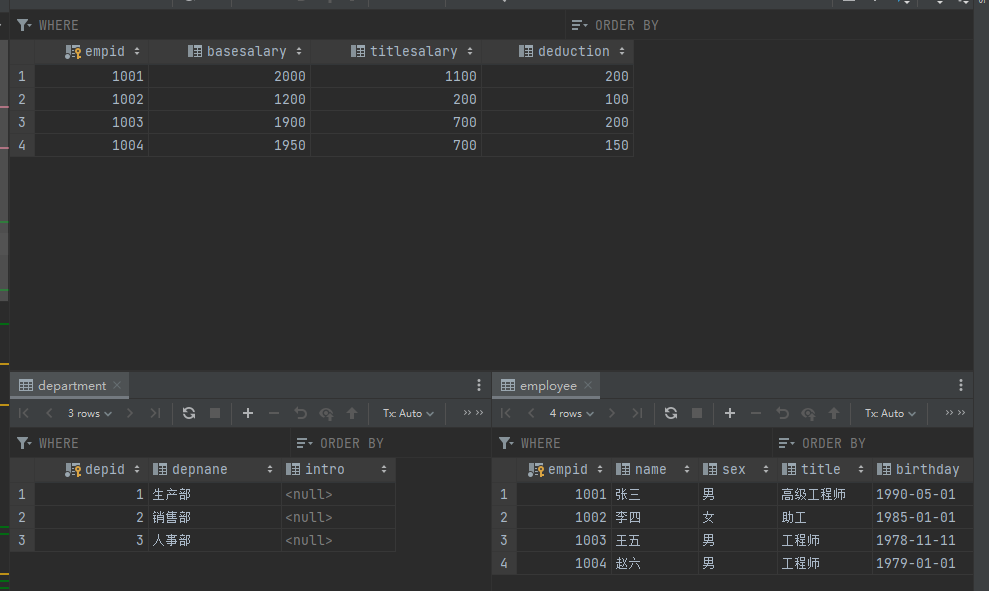 WHERE ORDER BY
empid basesalary titlesalary deduction
1 1001 2000 1100 200
2 1002 1200 200 100
3 1003 1900 700 200
4 1004 1950 700 150
department employee
3 rows Tx: Auto 4 rows Tx: Auto
WHERE ORDER BY WHERE ORDER BY
depid depnane intro empid name sex title birthday
1 1 生产部 <null> 1 1001 张三 男 高级工程师 1990-05-01
2 2 销售部 <null> 2 1002 李四 女 助工 1985-01-01
3 3 人事部 <null> 3 1003 王五 男 工程师 1978-11-11
4 1004 赵六 男 工程师 1979-01-01